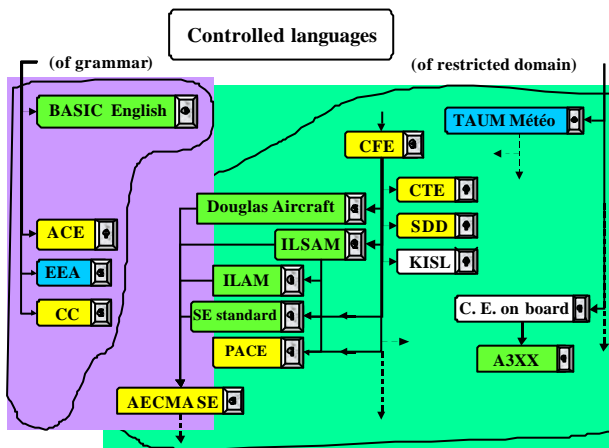 Controlled languages
(of grammar)
(of restricted domain)
BASIC English
TAUM Météo
CFE
CTE
Douglas Aircraft
SDD
ACE
ILSAM
KISL
EEA
ILAM
CC
SE standard
C. E. on board
PACE
A3XX
AECMA SE